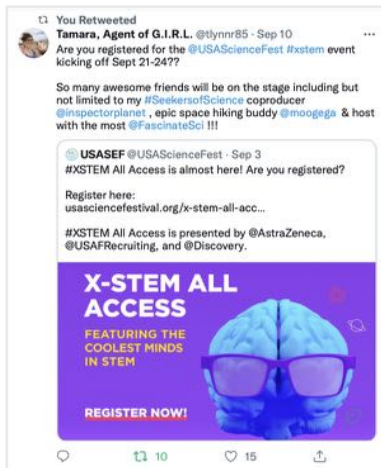 You Retweeted
Tamara, Agent of G.I.R.L. @tlynnr85 · Sep 10
Are you registered for the @USAScienceFest #xstem event
kicking off Sept 21-24??
So many awesome friends will be on the stage including but
not limited to my #SeekersofScience coproducer
@inspectorplanet , epic space hiking buddy @moogega & host
with the most @FascinateSci !!!
USASEF @USAScienceFest · Sep 3
#XSTEM All Access is almost here! Are you registered?
Register here:
usasciencefestival.org/x-stem-all-acc...
#XSTEM All Access is presented by @AstraZeneca,
@USAFRecruiting, and @Discovery.
X-STEM ALL
ACCESS
FEATURING THE
COOLEST MINDS
IN STEM
REGISTER NOW!
10 15